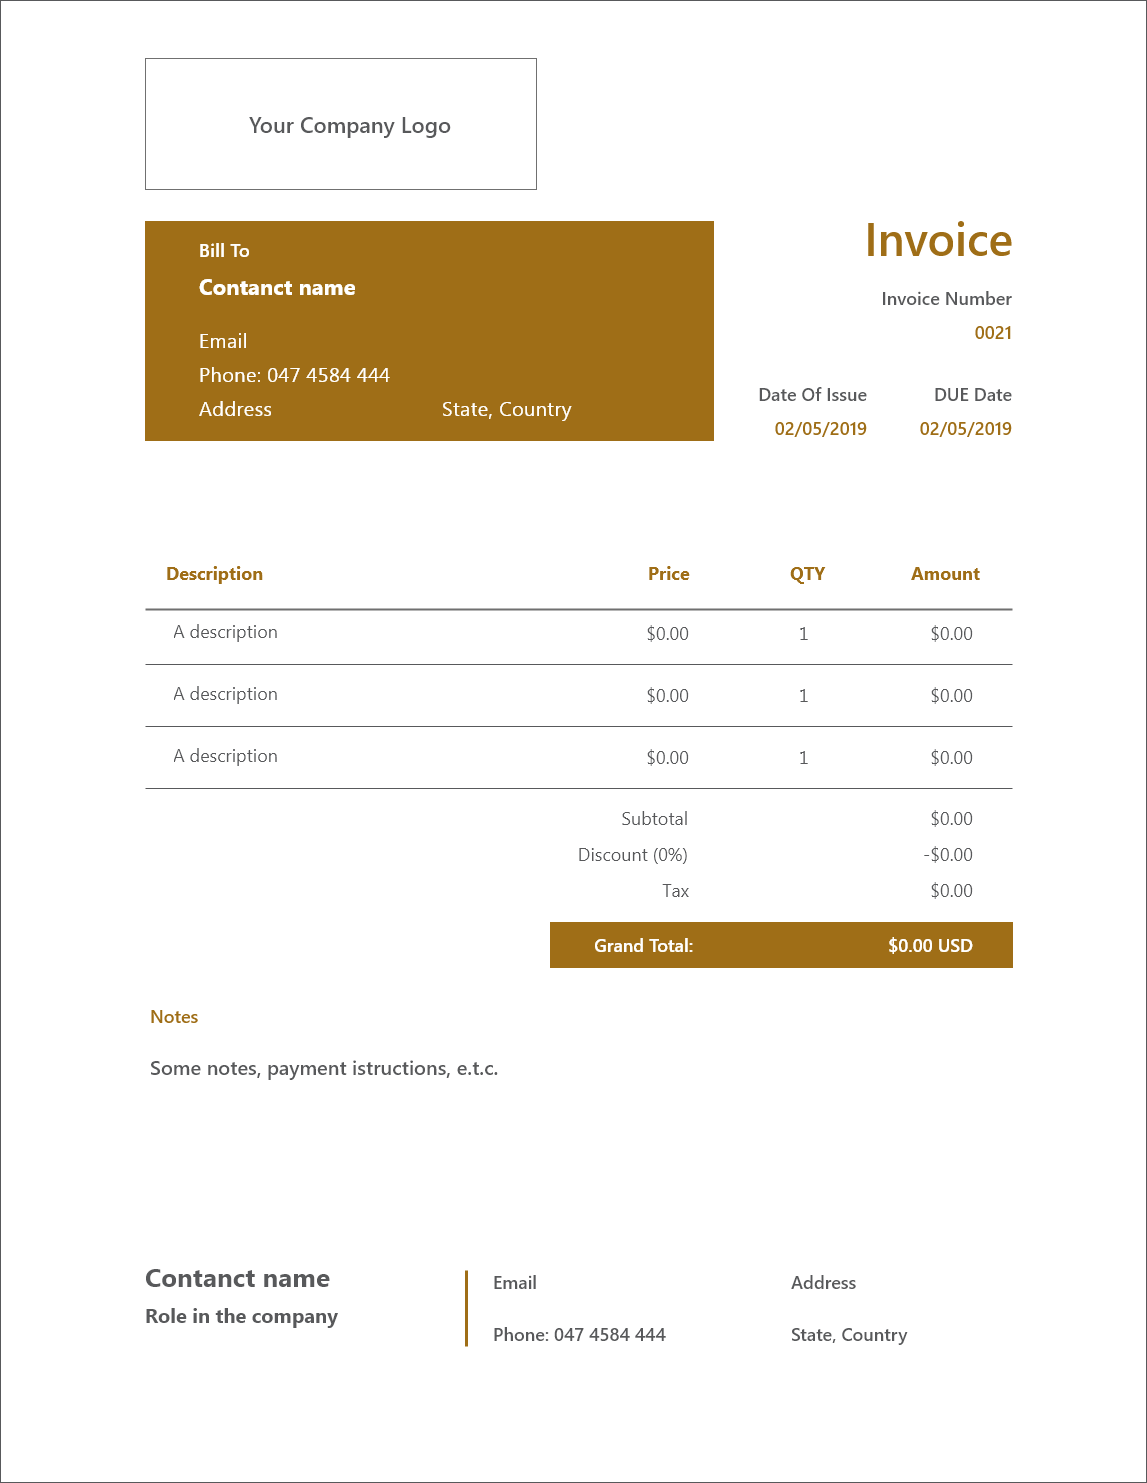 Your Company Logo
Bill To
Contanct name
Email
Phone: 047 4584 444
Address State, Country
Invoice
Invoice Number
0021
Date Of Issue DUE Date
02/05/2019 02/05/2019
Description Price QTY Amount
A description $0.00 1 $0.00
A description $0.00 1 $0.00
A description $0.00 1 $0.00
Subtotal $0.00
Discount (0%) -$0.00
Tax $0.00
Grand Total: $0.00 USD
Notes
Some notes, payment istructions, e.t.c.
Contanct name
Role in the company
Email Address
Phone: 047 4584 444 State, Country